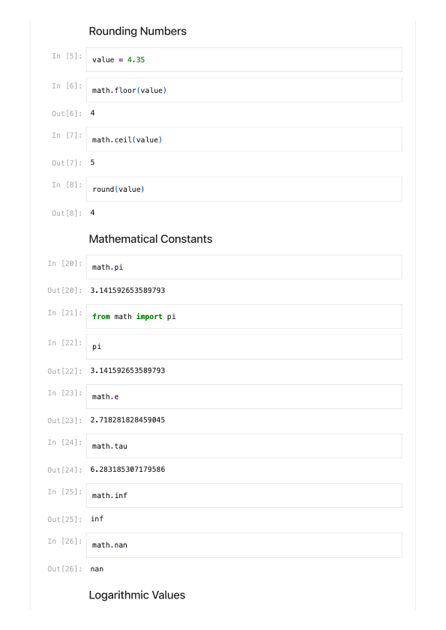 Rounding Numbers
In [5]: value = 4.35
In [6]: math.floor(value)
Out[6]: 4
In [7]: math.ceil(value)
Out[7]: 5
In [8]: round(value)
Out[8]: 4
Mathematical Constants
In [20]: math.pi
Out[20]: 3.141592653589793
In [21]: from math import pi
In [22]: pi
Out[22]: 3.141592653589793
In [23]: math.e
Out[23]: 2.718281828459045
In [24]: math.tau
Out[24]: 6.283185307179586
In [25]: math.inf
Out[25]: inf
In [26]: math.nan
Out[26]: nan
Logarithmic Values